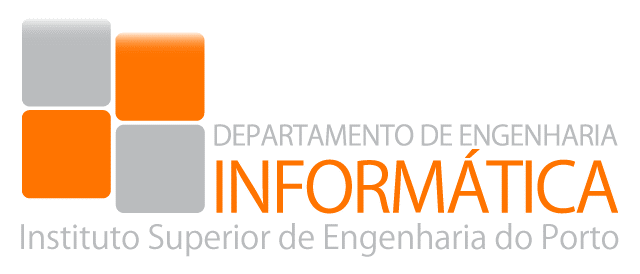 DEPARTAMENTO DE ENGENHARIA
INFORMÁTICA
Instituto Superior de Engenharia do Porto